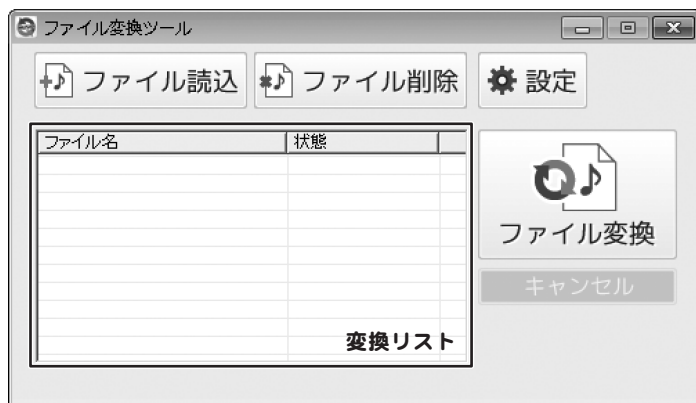 ファイル変換ツール
ファイル読込 ファイル削除 設定
ファイル名 状態
ファイル変換
キャンセル
変換リスト